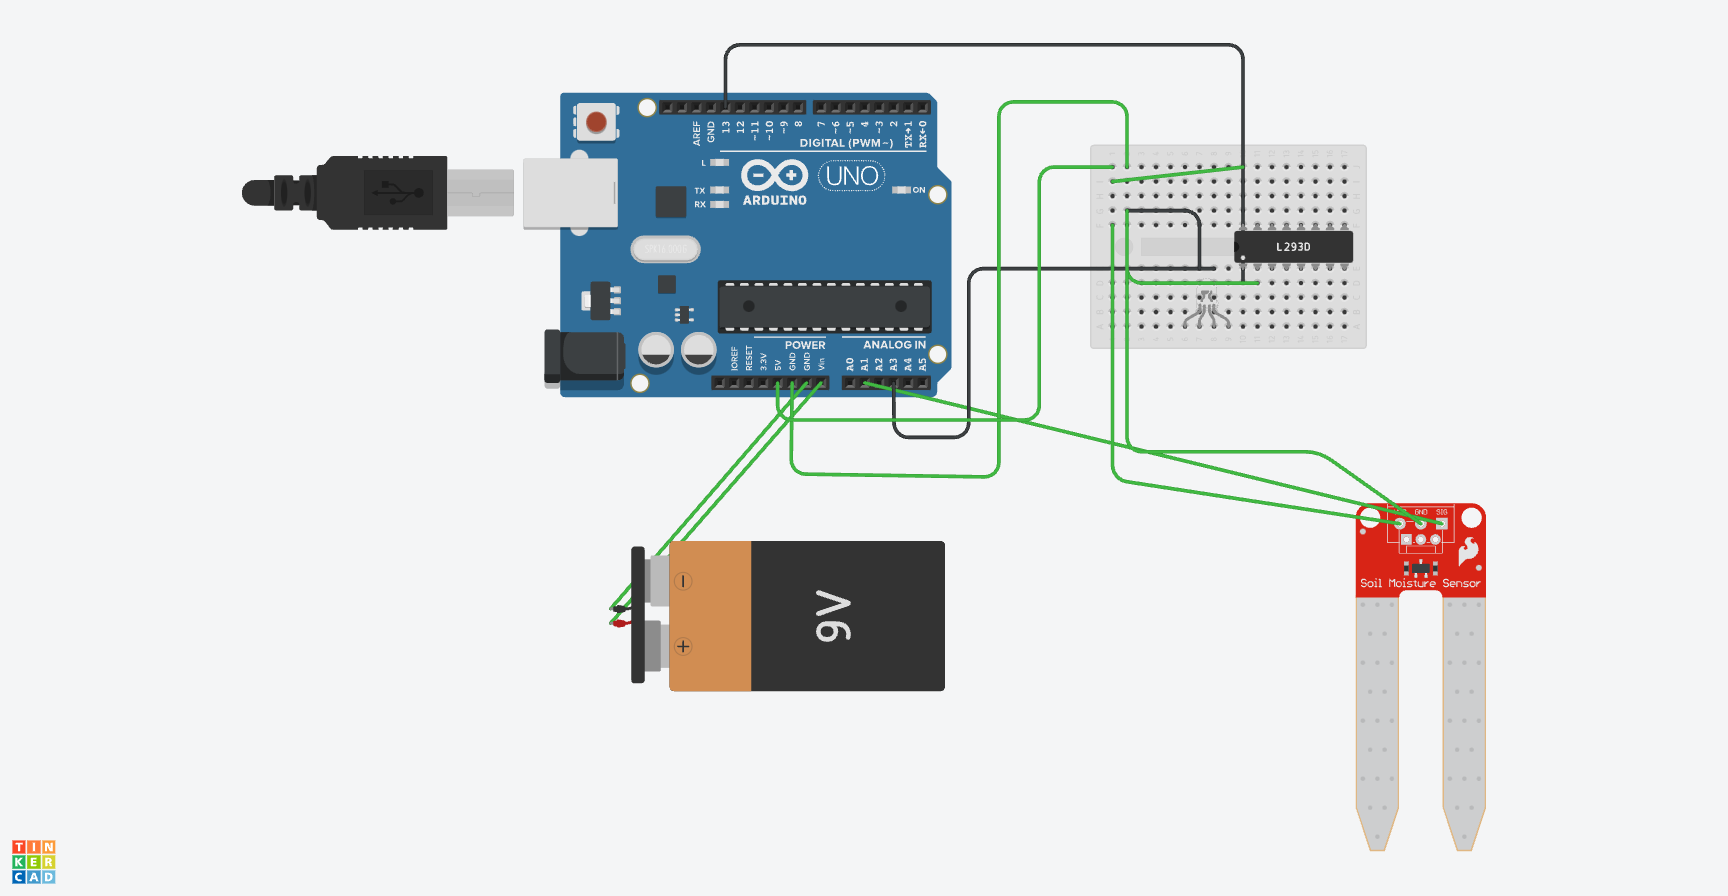 AREF
GND
13
12
~11
~10
~9
8
7
~6
~5
4
~3
2
TX→1
RX←0
DIGITAL (PWM~)
L
TX
RX
ARDUINO
UNO
ON
L293D
POWER
ANALOG IN
IOREF
RESET
3.3V
5V
GND
GND
Vin
A0
A1
A2
A3
A4
A5
GND
SIG
Soil Moisture Sensor
9V
TIN
KER
CAD